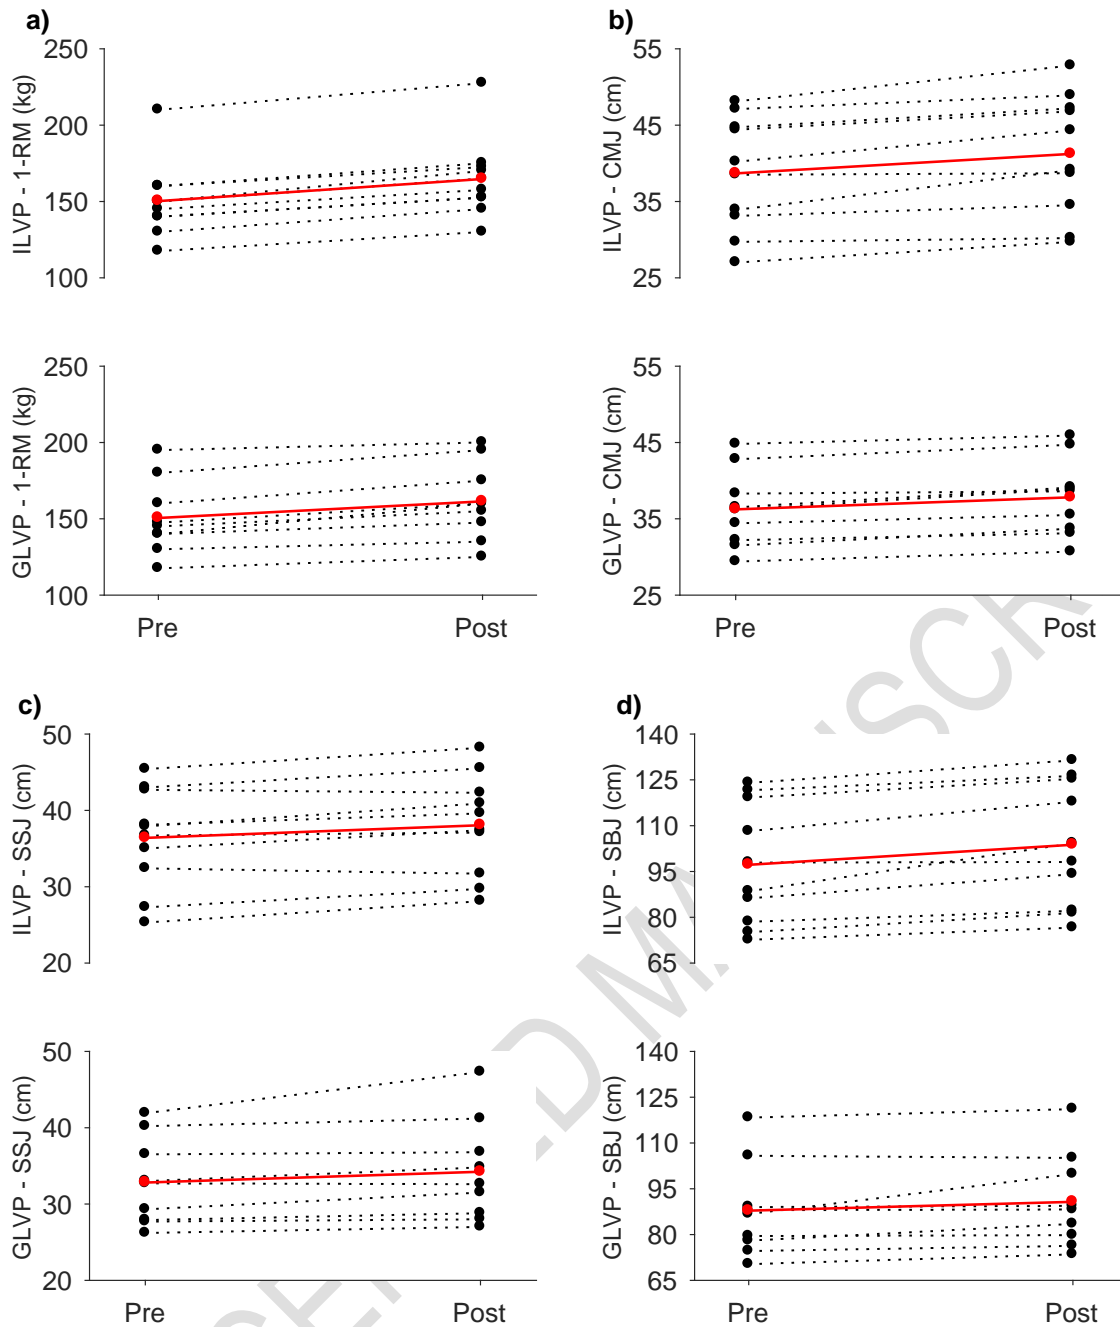 a)
250
200
150
100
ILVP - 1-RM (kg)
b)
55
45
35
25
ILVP - CMJ (cm)
250
200
150
100
GLVP - 1-RM (kg)
Pre Post
55
45
35
25
GLVP - CMJ (cm)
Pre Post
c)
50
40
30
20
ILVP - SSJ (cm)
d)
140
125
110
95
80
65
ILVP - SBJ (cm)
50
40
30
20
GLVP - SSJ (cm)
Pre Post
140
125
110
95
80
65
GLVP - SBJ (cm)
Pre Post